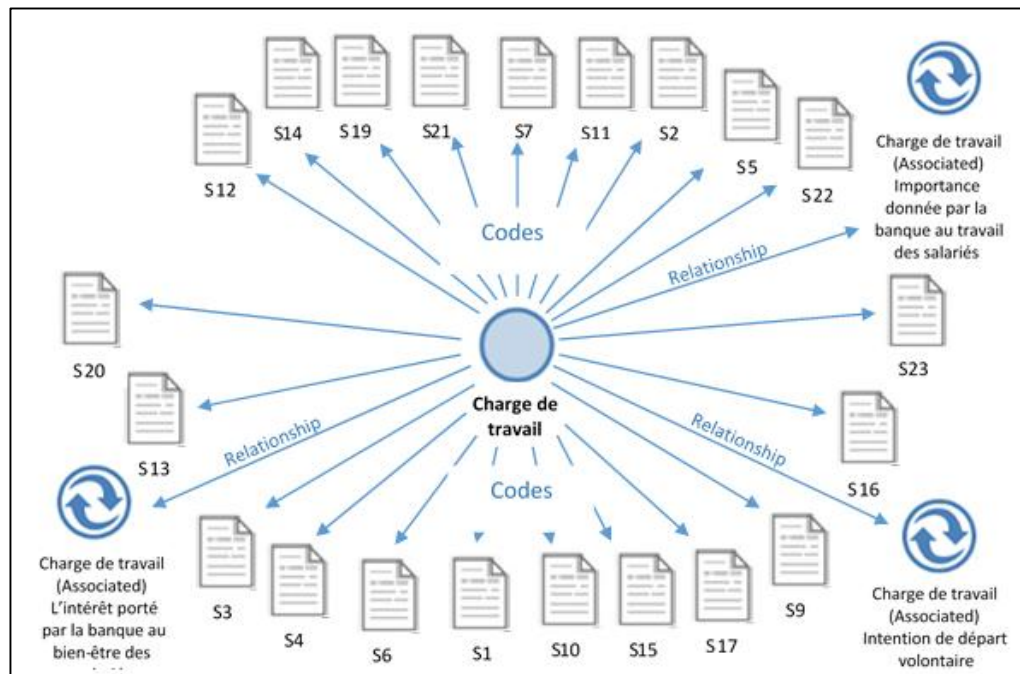 S14
S19
S21
S7
S11
S2
S5
S12
S22
Charge de travail
(Associated)
Importance
donnée par la
banque au travail
des salariés
Codes
Relationship
S20
S23
Charge de
travail
S13
Relationship
Relationship
S16
Codes
Charge de travail
(Associated)
L'intérêt porté
par la banque au
bien-être des
S3
S4
S6
S1
S10
S15
S17
S9
Charge de travail
(Associated)
Intention de départ
volontaire